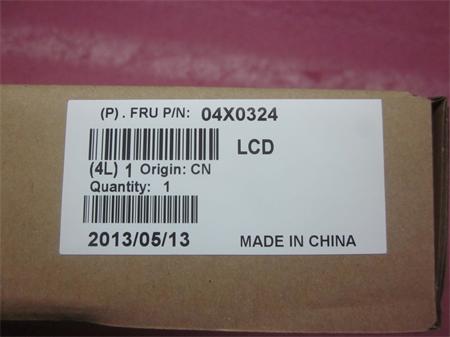 (P). FRU P/N: 04X0324
LCD
(4L) 1 Origin: CN
Quantity: 1
2013/05/13 MADE IN CHINA